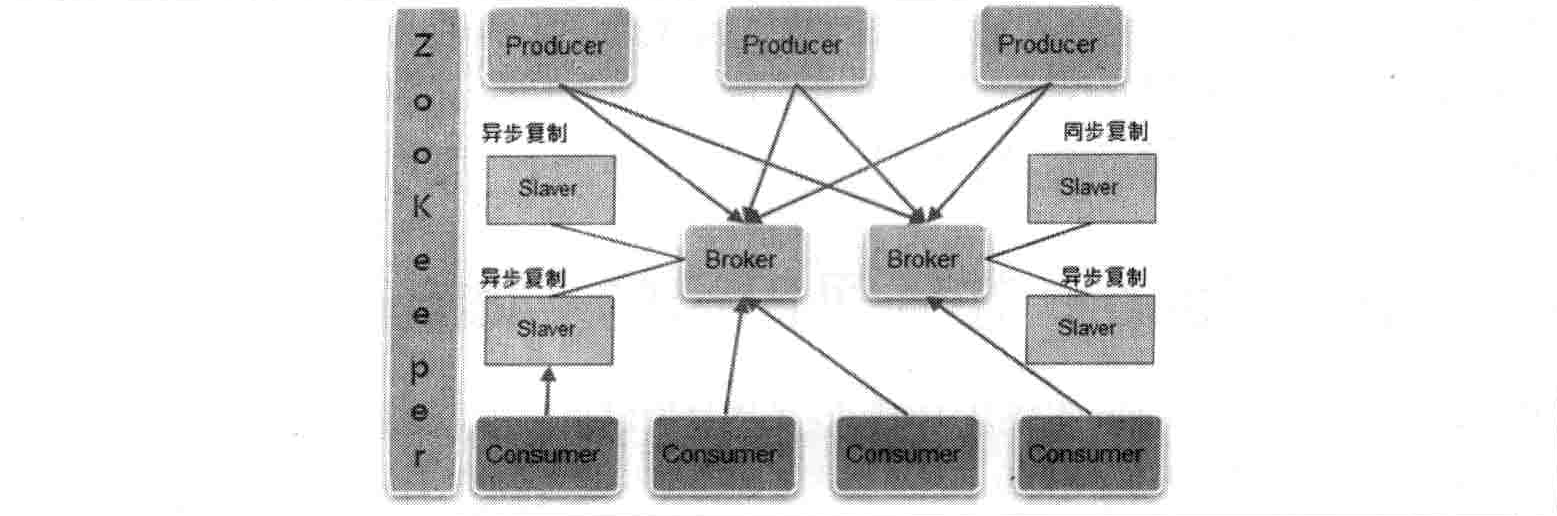 ZooKeeper
Producer
Producer
Producer
异步复制
同步复制
Slaver
Slaver
Broker
Broker
异步复制
异步复制
Slaver
Slaver
Consumer
Consumer
Consumer
Consumer